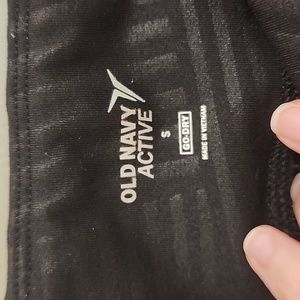 OLD NAVY
ACTIVE
S
GO-DRY
MADE IN VIETNAM